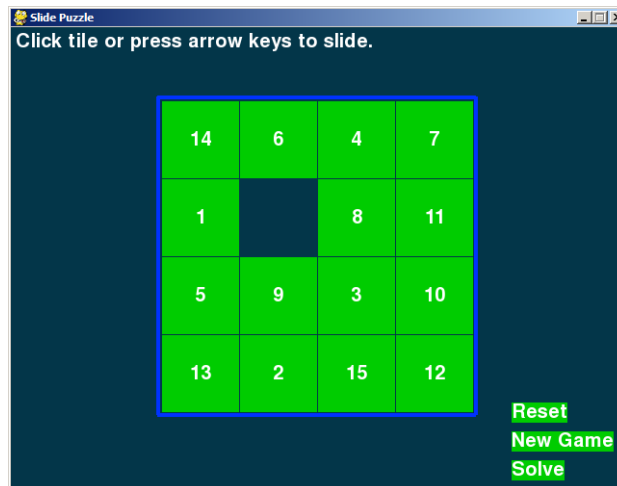 Slide Puzzle
Click tile or press arrow keys to slide.
14 6 4 7
1 8 11
5 9 3 10
13 2 15 12
Reset
New Game
Solve